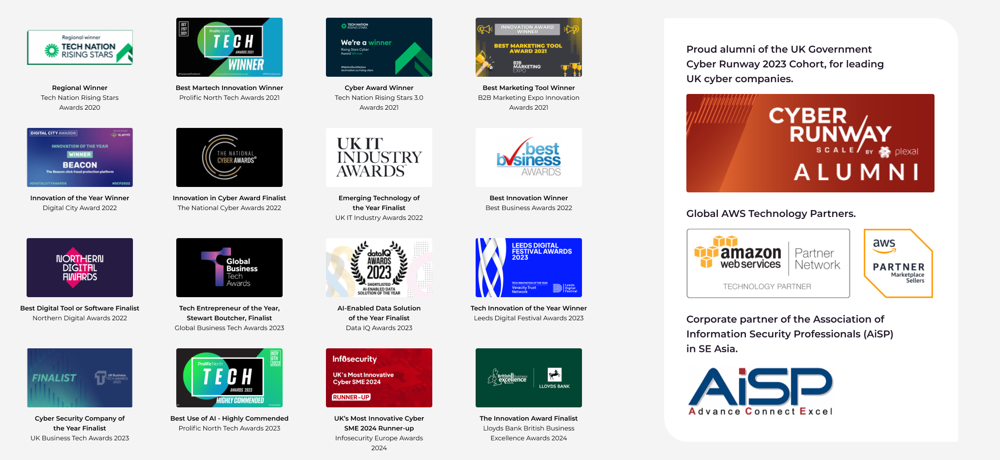 Regional winner
TECH NATION
RISING STARS
Regional Winner
Tech Nation Rising Stars
Awards 2020
OCT
21ST
2021
Prolific North
TECH
AWARDS 2021
WINNER
#CelebrateTheNorth
Best Martech Innovation Winner
Prolific North Tech Awards 2021
TECH NATION
RISING STARS
We're a winner
Rising Stars Cyber
Award Winner
#WeAreTechNation
technation.io/rising-stars
Cyber Award Winner
Tech Nation Rising Stars 3.0
Awards 2021
INNOVATION AWARD
WINNER
BEST MARKETING TOOL
AWARD 2021
B2B
MARKETING
EXPO
Best Marketing Tool Winner
B2B Marketing Expo Innovation
Awards 2021
DIGITAL CITY AWARDS
KLAVIYO
INNOVATION OF THE YEAR
WINNER
BEACON
The Beacon click fraud protection platform
#DIGITALCITYAWARDS
#DCF2022
Innovation of the Year Winner
Digital City Award 2022
THE NATIONAL
CYBER AWARDS®
Innovation in Cyber Award Finalist
The National Cyber Awards 2022
UK IT
INDUSTRY
AWARDS™
Emerging Technology of
the Year Finalist
UK IT Industry Awards 2022
best
business
AWARDS
Best Innovation Winner
Best Business Awards 2022
NORTHERN
DIGITAL
AWARDS
Best Digital Tool or Software Finalist
Northern Digital Awards 2022
Global
Business
Tech
Awards
Tech Entrepreneur of the Year,
Stewart Boutcher, Finalist
Global Business Tech Awards 2023
dataIQ
AWARDS
2023
SHORTLISTED
AI-ENABLED DATA
SOLUTION OF THE YEAR
AI-Enabled Data Solution
of the Year Finalist
Data IQ Awards 2023
LEEDS DIGITAL
FESTIVAL AWARDS
2023
TECH INNOVATION OF THE YEAR
Veracity Trust
Network
Leeds
Digital
Festival
Tech Innovation of the Year Winner
Leeds Digital Festival Awards 2023
FINALIST
UK Business
TECH AWARDS
2023
Cyber Security Company of
the Year Finalist
UK Business Tech Awards 2023
NOV
9TH
2023
Prolific North
TECH
AWARDS 2023
HIGHLY COMMENDED
Best Use of AI - Highly Commended
Prolific North Tech Awards 2023
Infosecurity
UK's Most Innovative
Cyber SME 2024
RUNNER-UP
UK's Most Innovative Cyber
SME 2024 Runner-up
Infosecurity Europe Awards
2024
British Business
excellence
Awards
LLOYDS BANK
The Innovation Award Finalist
Lloyds Bank British Business
Excellence Awards 2024
Proud alumni of the UK Government
Cyber Runway 2023 Cohort, for leading
UK cyber companies.
CYBER
RUNWAY
SCALE BY plexal
ALUMNI
Global AWS Technology Partners.
amazon
webservices
Partner
Network
TECHNOLOGY PARTNER
aws
PARTNER
Marketplace
Sellers
Corporate partner of the Association of
Information Security Professionals (AiSP)
in SE Asia.
AiSP
Advance Connect Excel